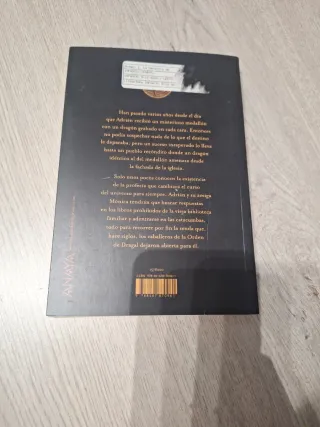 Han pasado varios años desde el día
que Adrián recibió un misterioso medallón
con un dragón grabado en cada cara. Entonces
no podía sospechar nada de lo que el destino
le deparaba, pero un suceso inesperado lo lleva
hasta un pueblo escondido donde un dragón
idéntico al del medallón amenaza desde
la fachada de la iglesia.
Solo unos pocos conocen la existencia
de la profecía que cambiará el curso
del universo para siempre. Adrián y su amiga
Mónica tendrán que buscar respuestas
en los libros prohibidos de la vieja biblioteca
familiar y adentrarse en las catacumbas,
todo para recorrer por fin la senda que,
hace siglos, los caballeros de la Orden
de Drugal dejaron abierta para él.
ANAYA